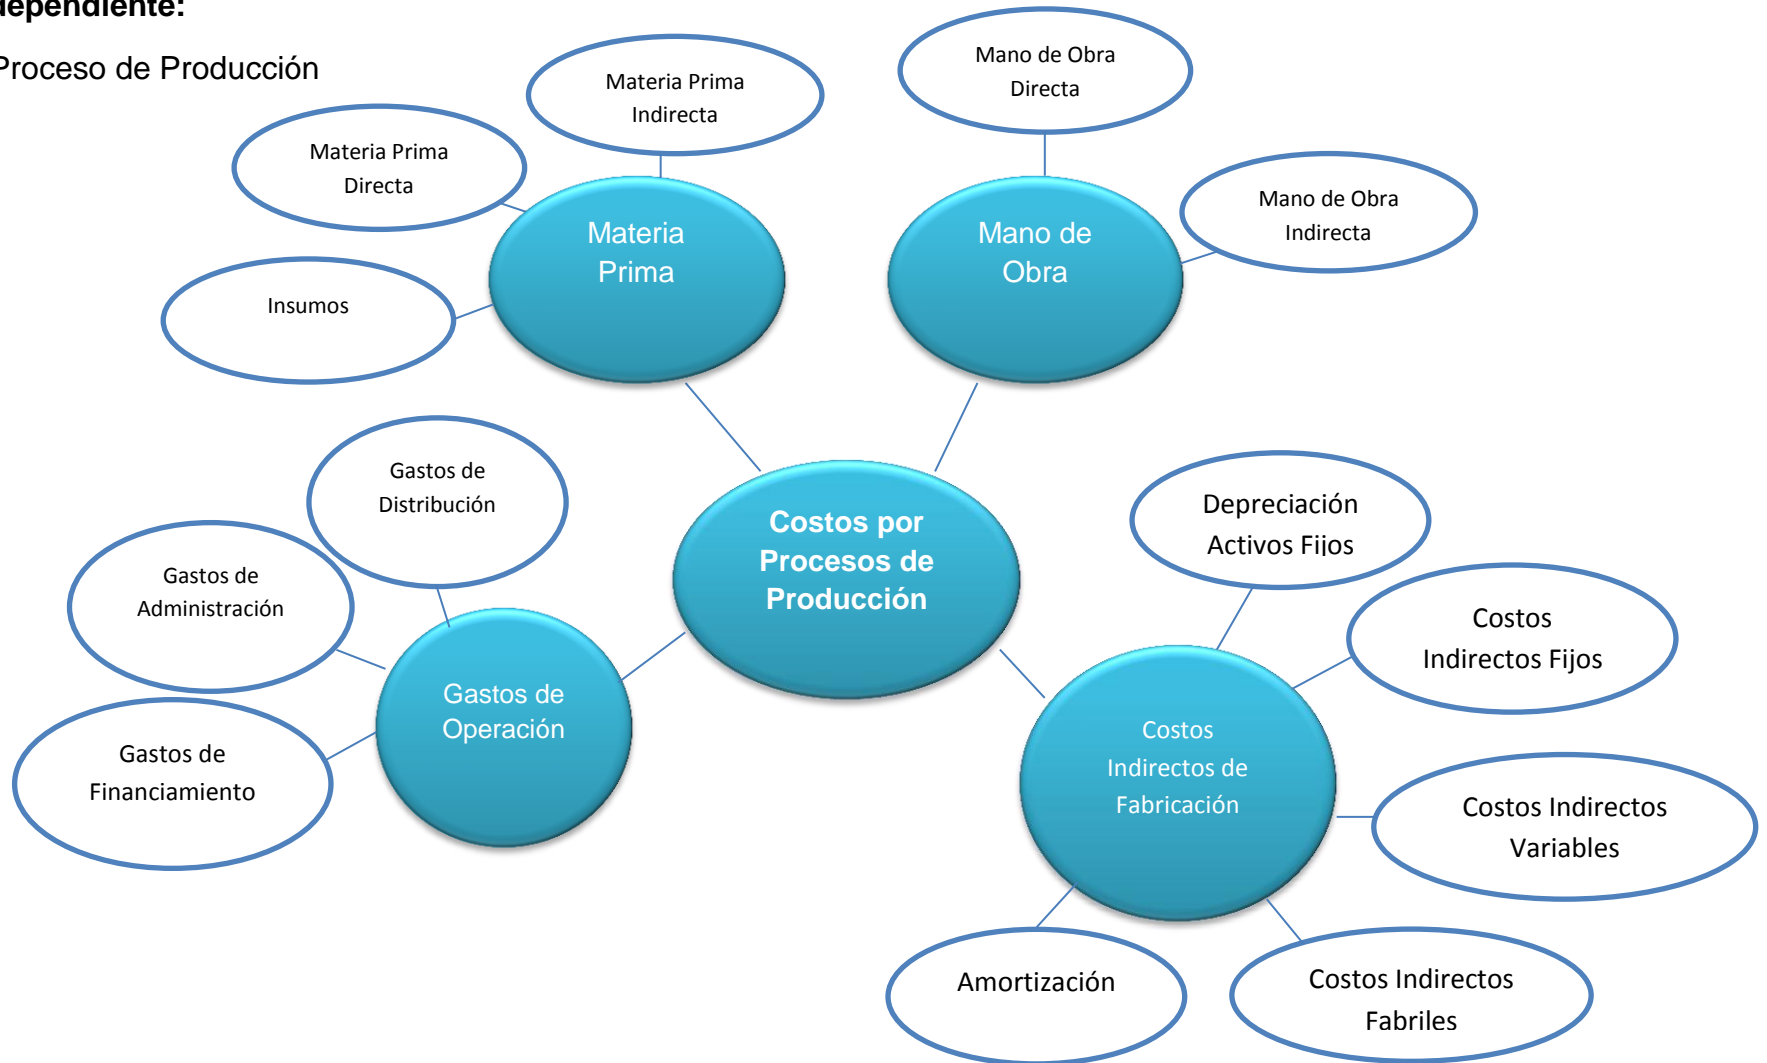 dependiente:
Proceso de Producción
Materia Prima
Indirecta
Mano de Obra
Directa
Materia Prima
Directa
Mano de Obra
Indirecta
Materia
Prima
Mano de
Obra
Insumos
Gastos de
Distribución
Costos por
Procesos de
Producción
Depreciación
Activos Fijos
Gastos de
Administración
Costos
Indirectos Fijos
Gastos de
Operación
Costos
Indirectos de
Fabricación
Gastos de
Financiamiento
Costos Indirectos
Variables
Amortización
Costos Indirectos
Fabriles